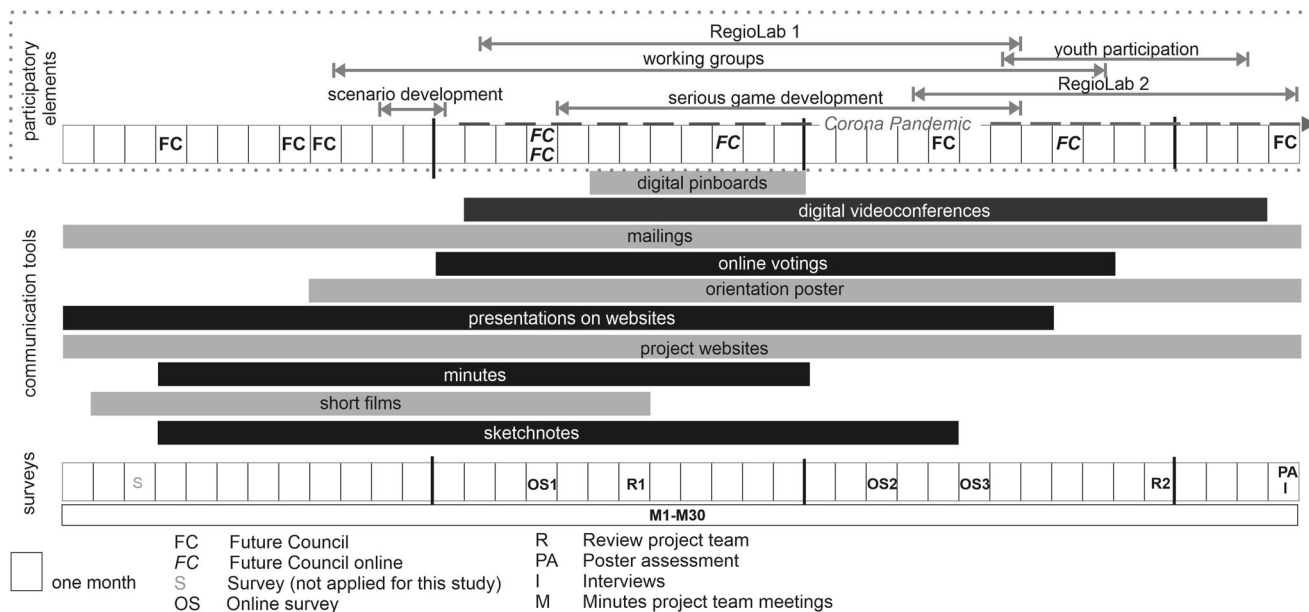 participatory
elements
RegioLab 1
youth participation
working groups
scenario development
RegioLab 2
serious game development
Corona Pandemic
FC FC FC FC FC FC FC FC
FC
communication tools
digital pinboards
digital videoconferences
mailings
online votings
orientation poster
presentations on websites
project websites
minutes
short films
sketchnotes
surveys
S OS1 R1 OS2 OS3 R2 PA
I
M1-M30
one month
FC Future Council
FC Future Council online
S Survey (not applied for this study)
OS Online survey
R Review project team
PA Poster assessment
I Interviews
M Minutes project team meetings